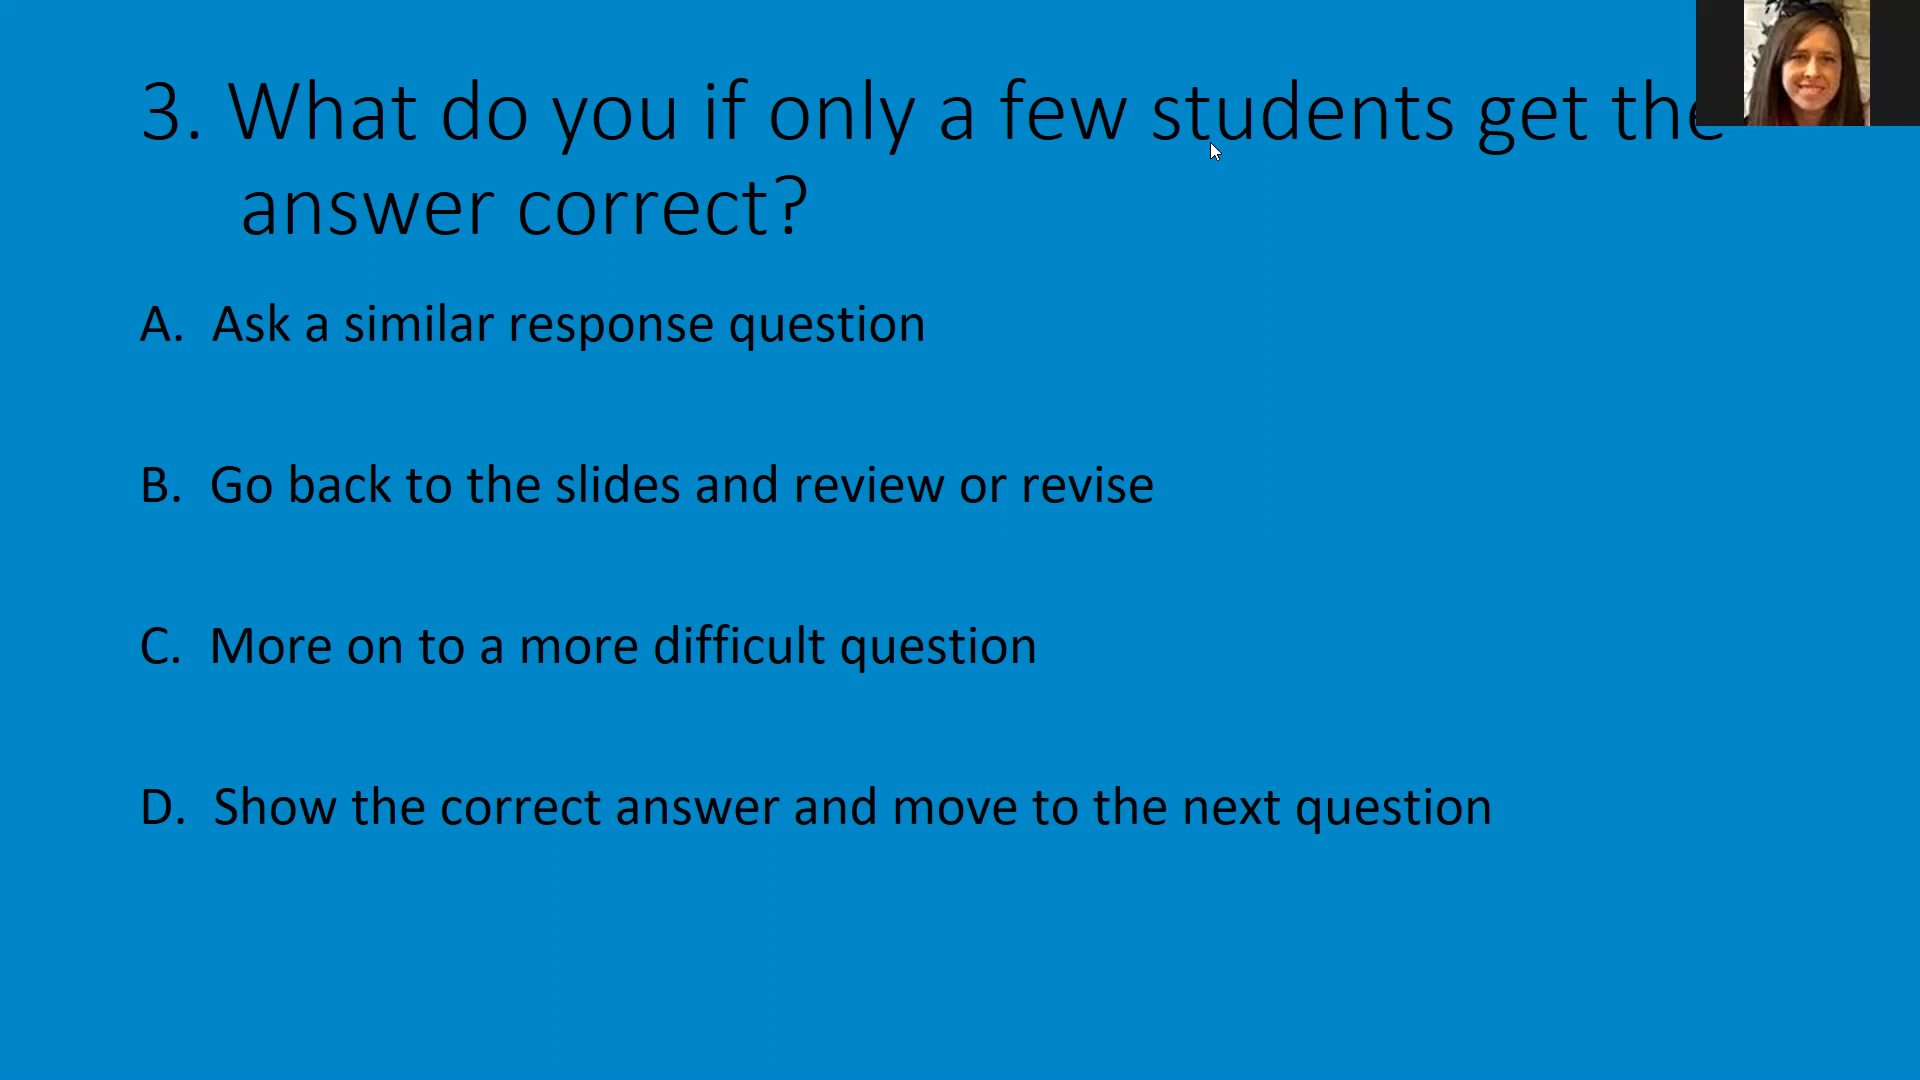 3. What do you if only a few students get the
answer correct?
A. Ask a similar response question
B. Go back to the slides and review or revise
C. More on to a more difficult question
D. Show the correct answer and move to the next question